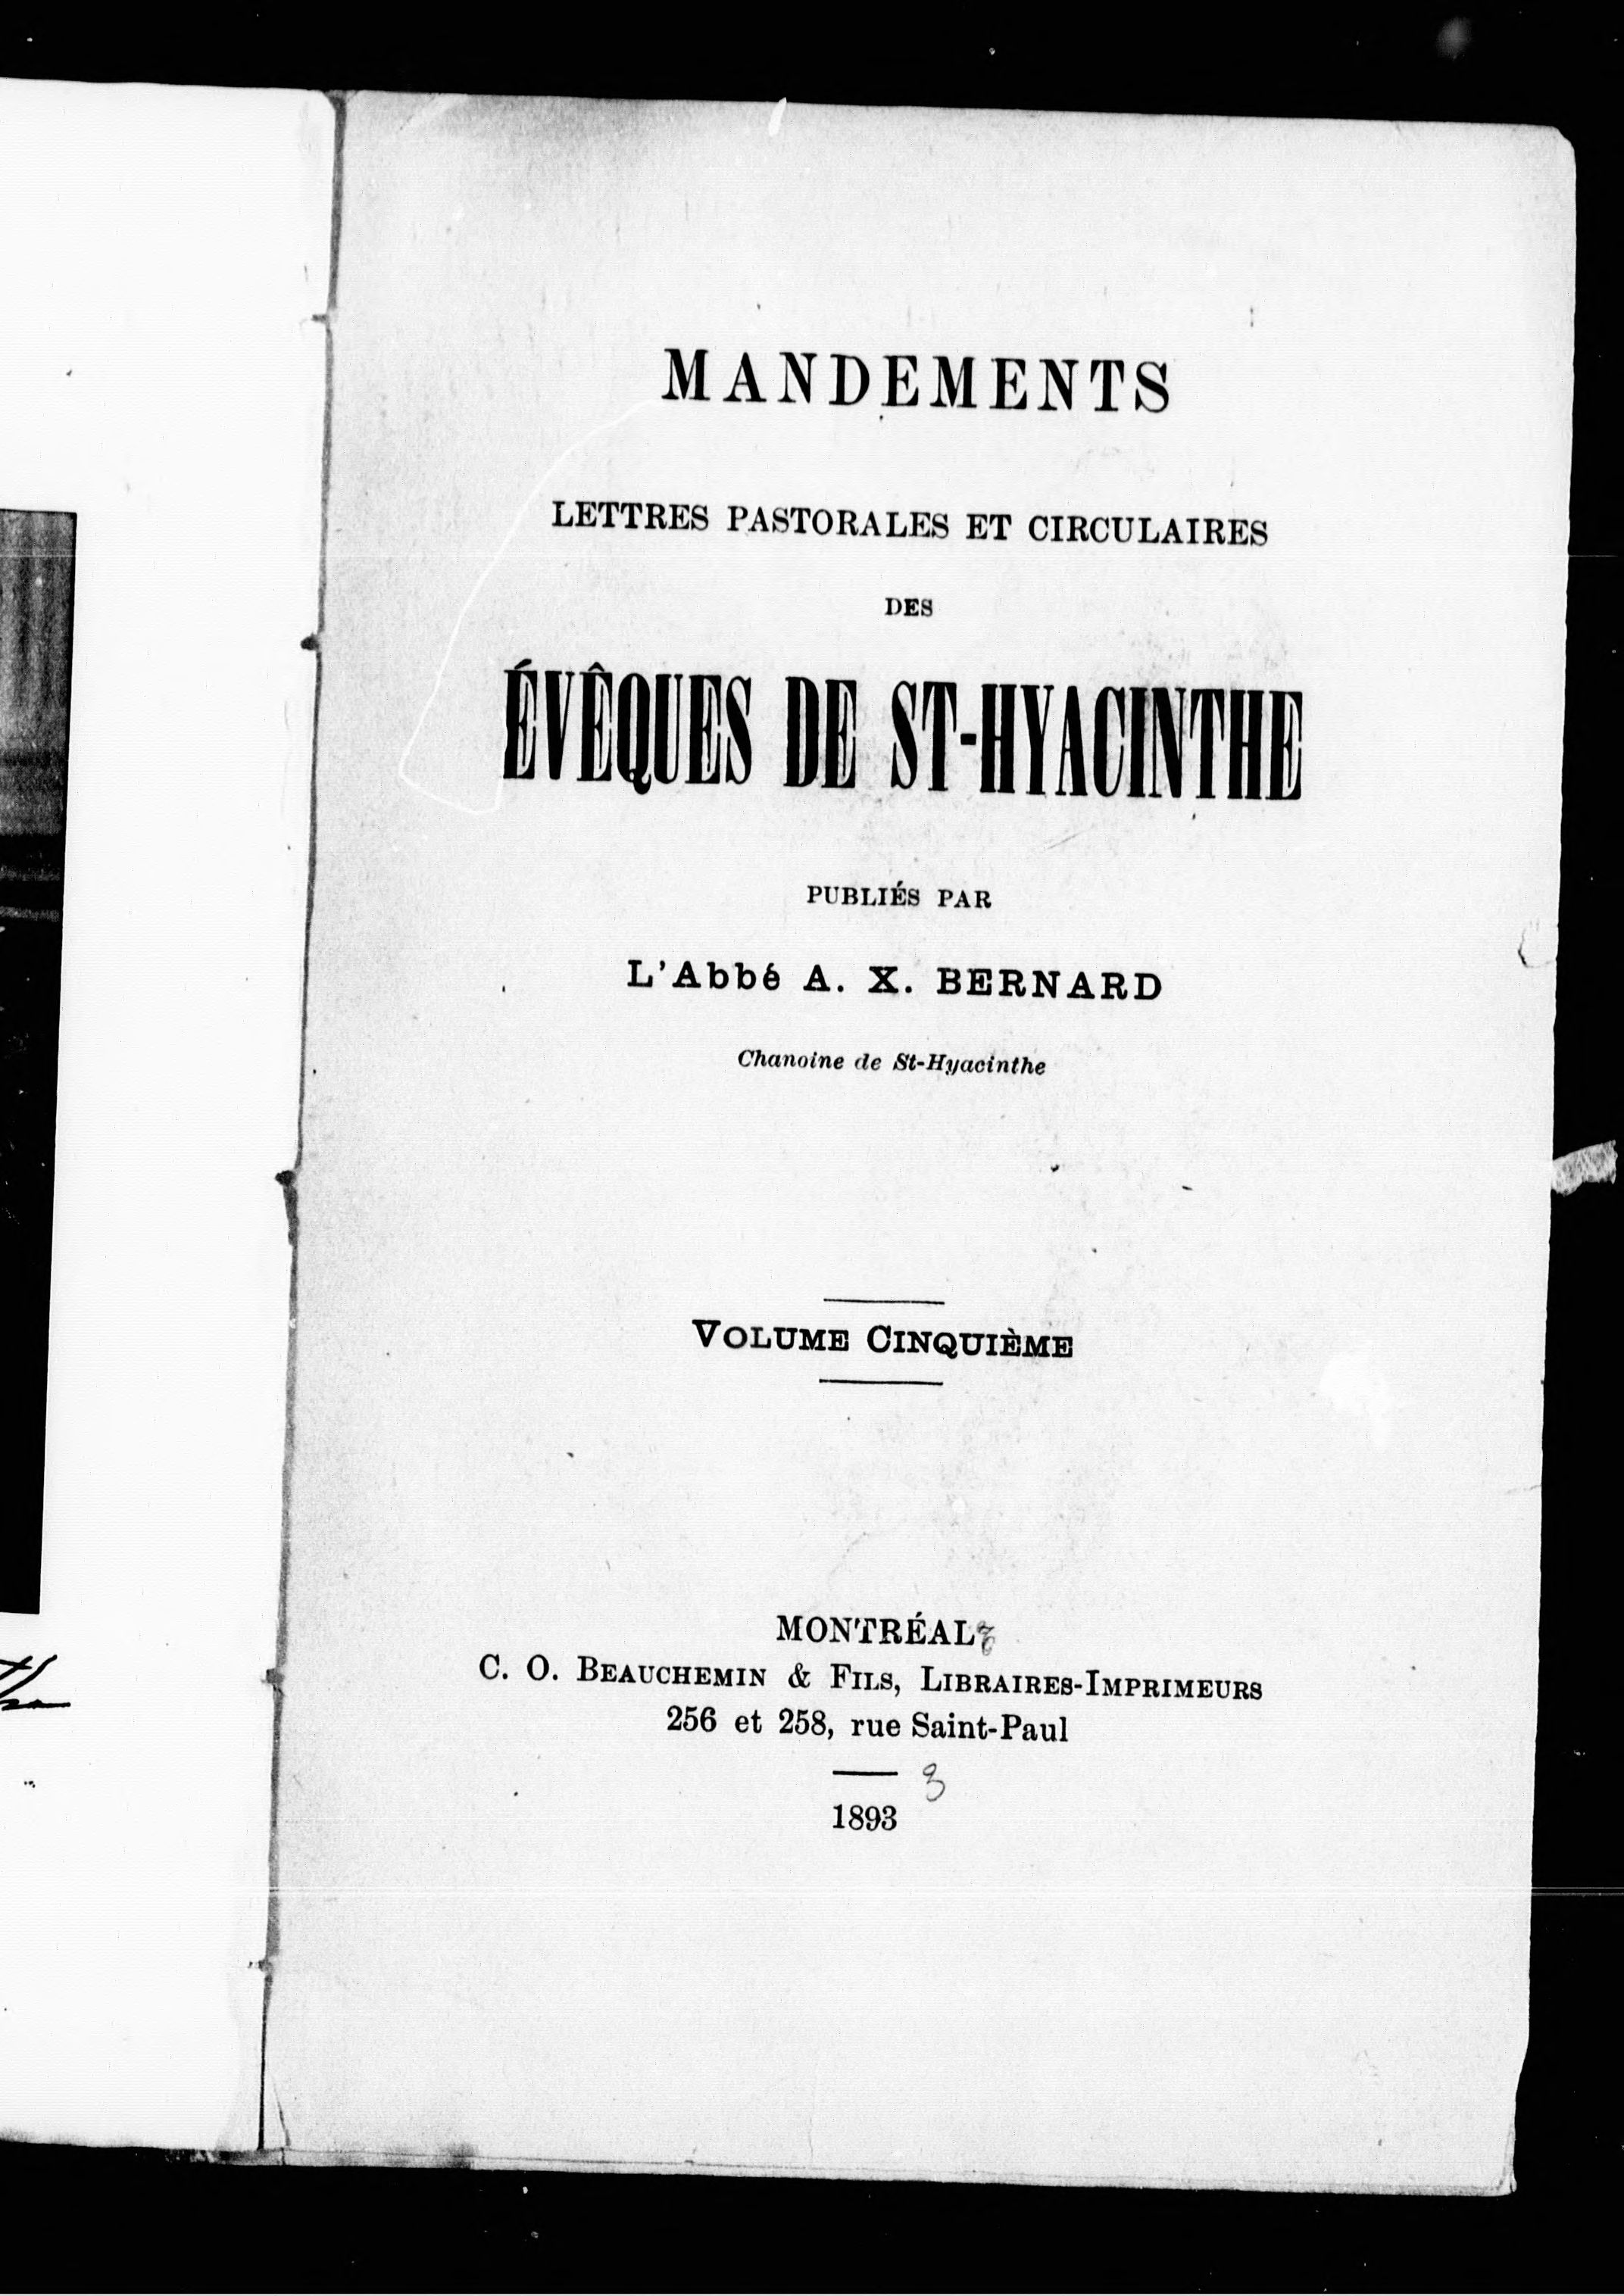 MANDEMENTS
LETTRES PASTORALES ET CIRCULAIRES
DES
ÉVÊQUES DE ST-HYACINTHE
PUBLIÉS PAR
L'Abbé A. X. BERNARD
Chanoine de St-Hyacinthe
VOLUME CINQUIÈME
MONTRÉAL
C. O. BEAUCHEMIN & FILS, LIBRAIRES-IMPRIMEURS
256 et 258, rue Saint-Paul
3
1893